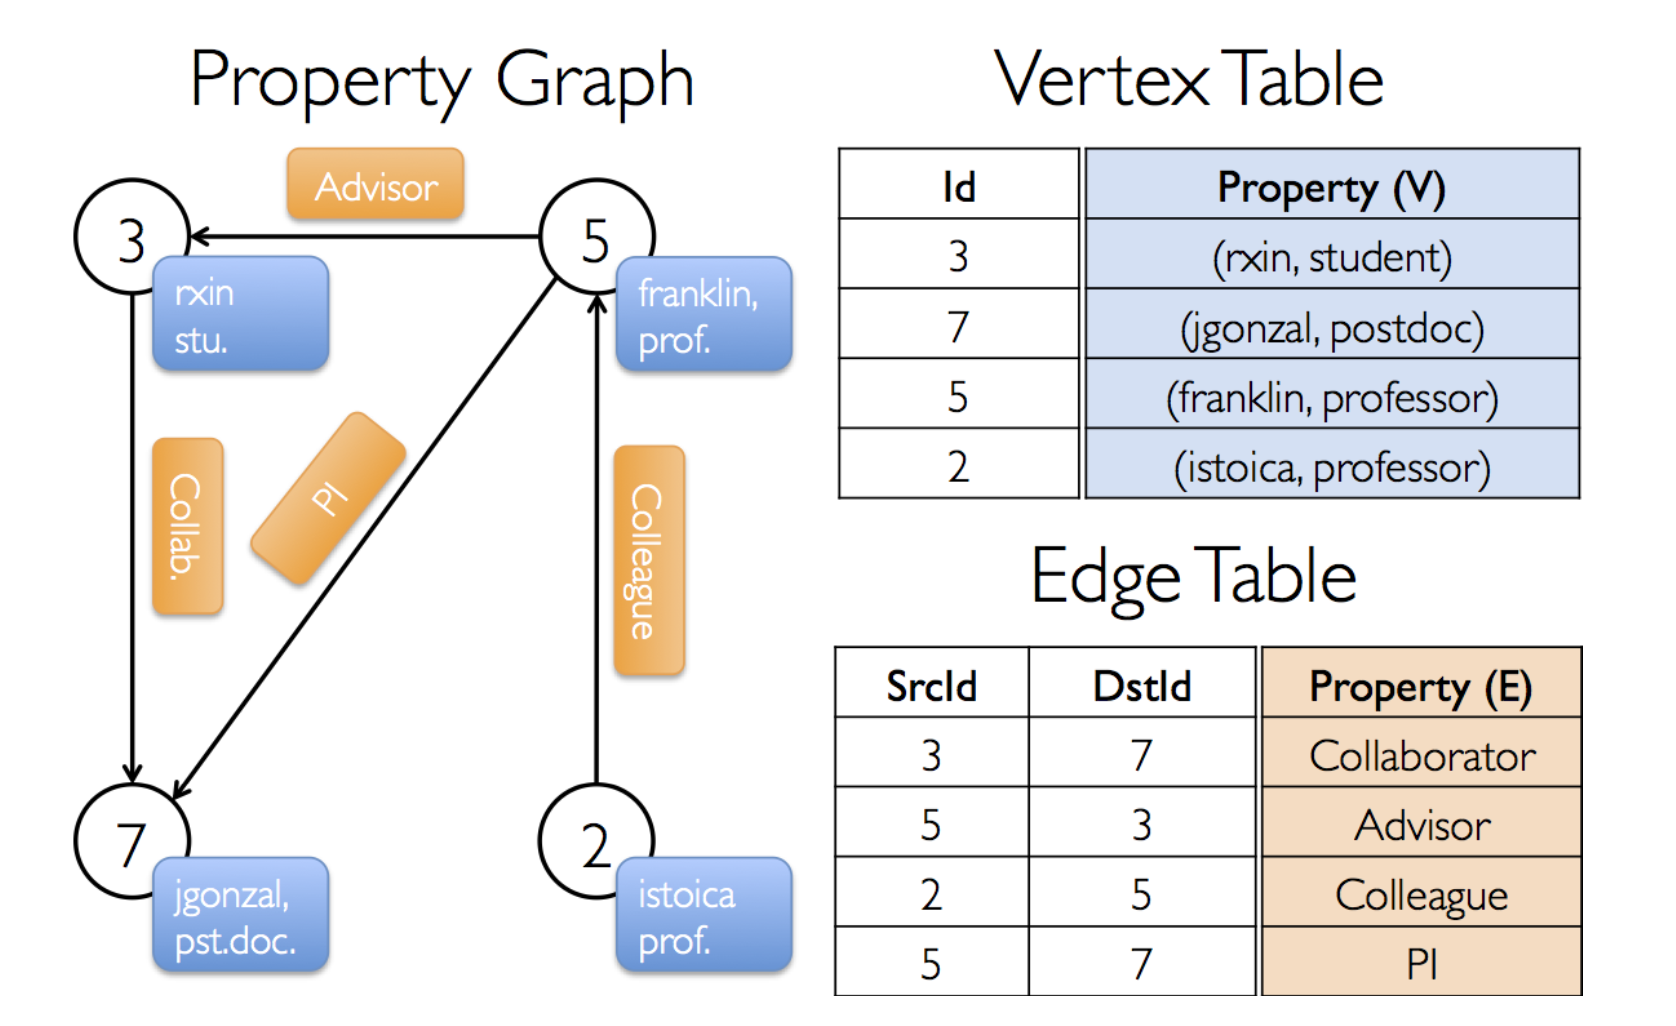 Property Graph
Advisor
3
rxin
stu.
5
franklin,
prof.
Collab.
PI
Colleague
7
jgonzal,
pst.doc.
2
istoica
prof.
Vertex Table
Id Property (V)
3 (rxin, student)
7 (jgonzal, postdoc)
5 (franklin, professor)
2 (istoica, professor)
Edge Table
SrcId DstId Property (E)
3 7 Collaborator
5 3 Advisor
2 5 Colleague
5 7 PI